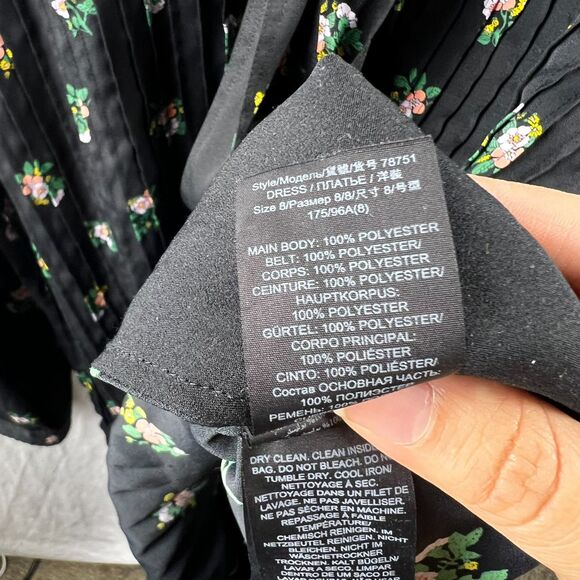 Style/Модель/貨號/货号 78751
DRESS / ПЛАТЬЕ / 洋裝
Size 8/Размер 8/8/尺寸 8/号型
175/96A(8)
MAIN BODY: 100% POLYESTER
BELT: 100% POLYESTER/
CORPS: 100% POLYESTER
CEINTURE: 100% POLYESTER/
HAUPTKORPUS:
100% POLYESTER
GÜRTEL: 100% POLYESTER/
CORPO PRINCIPAL:
100% POLIÉSTER
CINTO: 100% POLIÉSTER/
Состав ОСНОВНАЯ ЧАСТЬ:
100% ПОЛИЭСТЕР
РЕМЕНЬ: 100%
DRY CLEAN. CLEAN INSIDE
BAG. DO NOT BLEACH. DO N
TUMBLE DRY. COOL IRON/
NETTOYAGE À SEC.
NETTOYAGE DANS UN FILET DE
LAVAGE. NE PAS BLANCHIR. NE
PAS SÉCHER EN MACHINE.
REPASSAGE À FAIBLE
TEMPÉRATURE/
CHEMISCH REINIGEN. IM
NETZBEUTEL REINIGEN. NICHT
BLEICHEN. NICHT IM
WÄSCHETROCKNER
TROCKNEN. KALT BÜGELN/
LAVAR A SECO. LIMPAR
DENTRO DE UM SACO DE